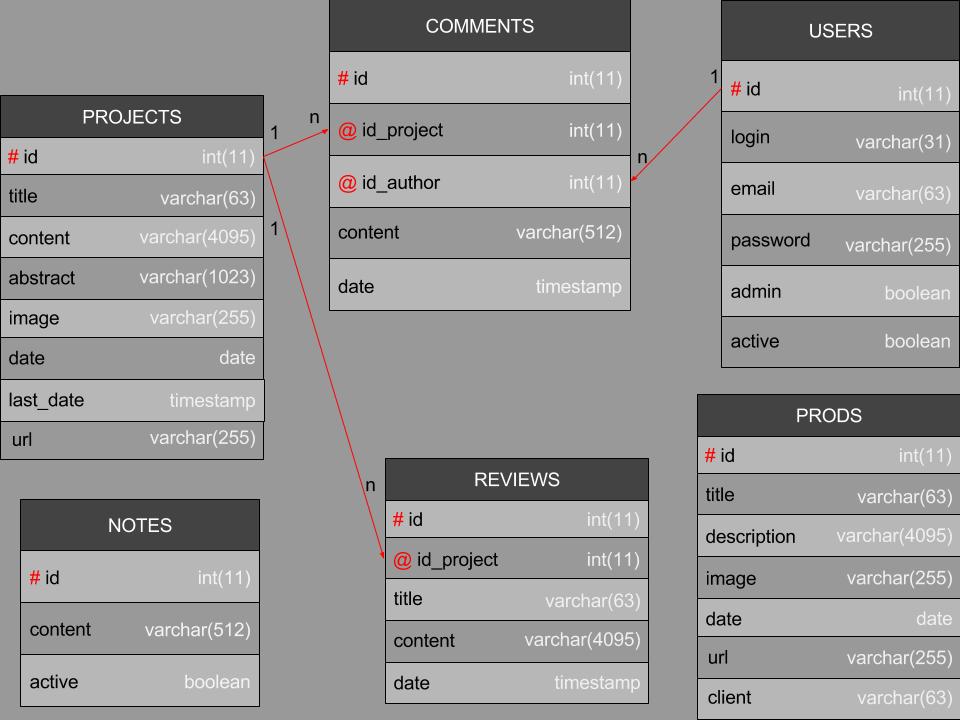 COMMENTS
# id int(11)
@ id_project int(11)
@ id_author int(11)
content varchar(512)
date timestamp
USERS
# id int(11)
login varchar(31)
email varchar(63)
password varchar(255)
admin boolean
active boolean
PROJECTS
# id int(11)
title varchar(63)
content varchar(4095)
abstract varchar(1023)
image varchar(255)
date date
last_date timestamp
url varchar(255)
1
n
1
n
1
n
PRODS
# id int(11)
title varchar(63)
description varchar(4095)
image varchar(255)
date date
url varchar(255)
client varchar(63)
REVIEWS
# id int(11)
@ id_project int(11)
title varchar(63)
content varchar(4095)
date timestamp
NOTES
# id int(11)
content varchar(512)
active boolean